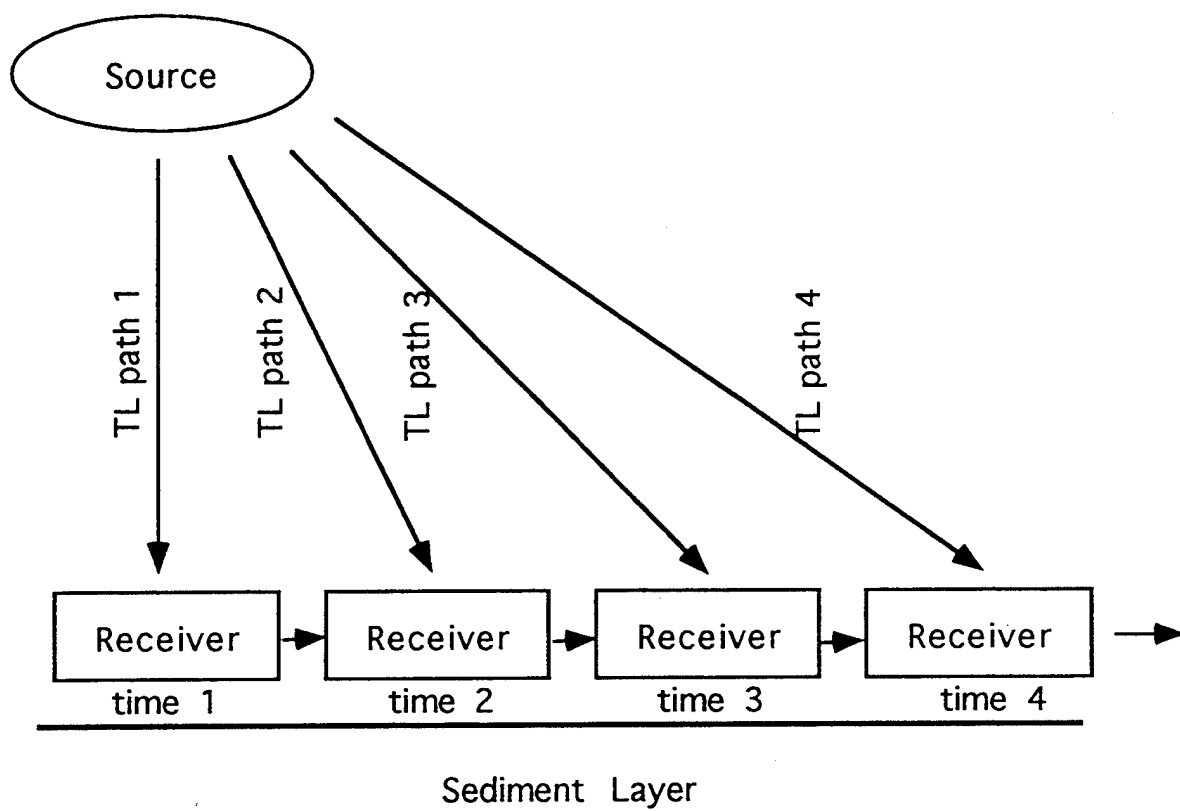 Source
TL path 1
TL path 2
TL path 3
TL path 4
Receiver
Receiver
Receiver
Receiver
time 1
time 2
time 3
time 4
Sediment Layer